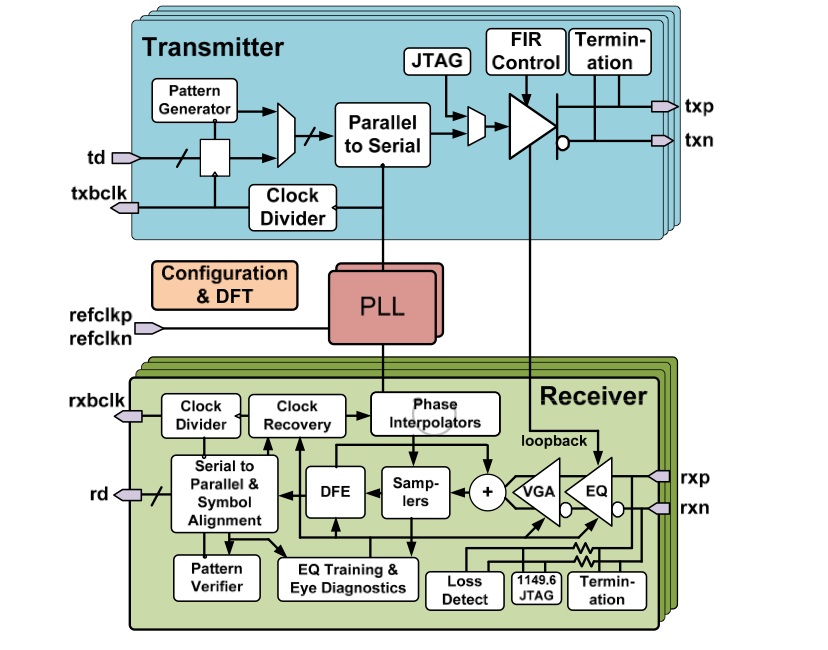 Transmitter
FIR
Control
Termin-
ation
JTAG
Pattern
Generator
Parallel
to Serial
txp
txn
td
txbclk
Clock
Divider
Configuration
& DFT
PLL
refclkp
refclkn
Receiver
rxbclk
Clock
Divider
Clock
Recovery
Phase
Interpolators
loopback
Serial to
Parallel &
Symbol
Alignment
DFE
Samp-
lers
+
VGA
EQ
rxp
rxn
rd
Pattern
Verifier
EQ Training &
Eye Diagnostics
Loss
Detect
1149.6
JTAG
Termin-
ation